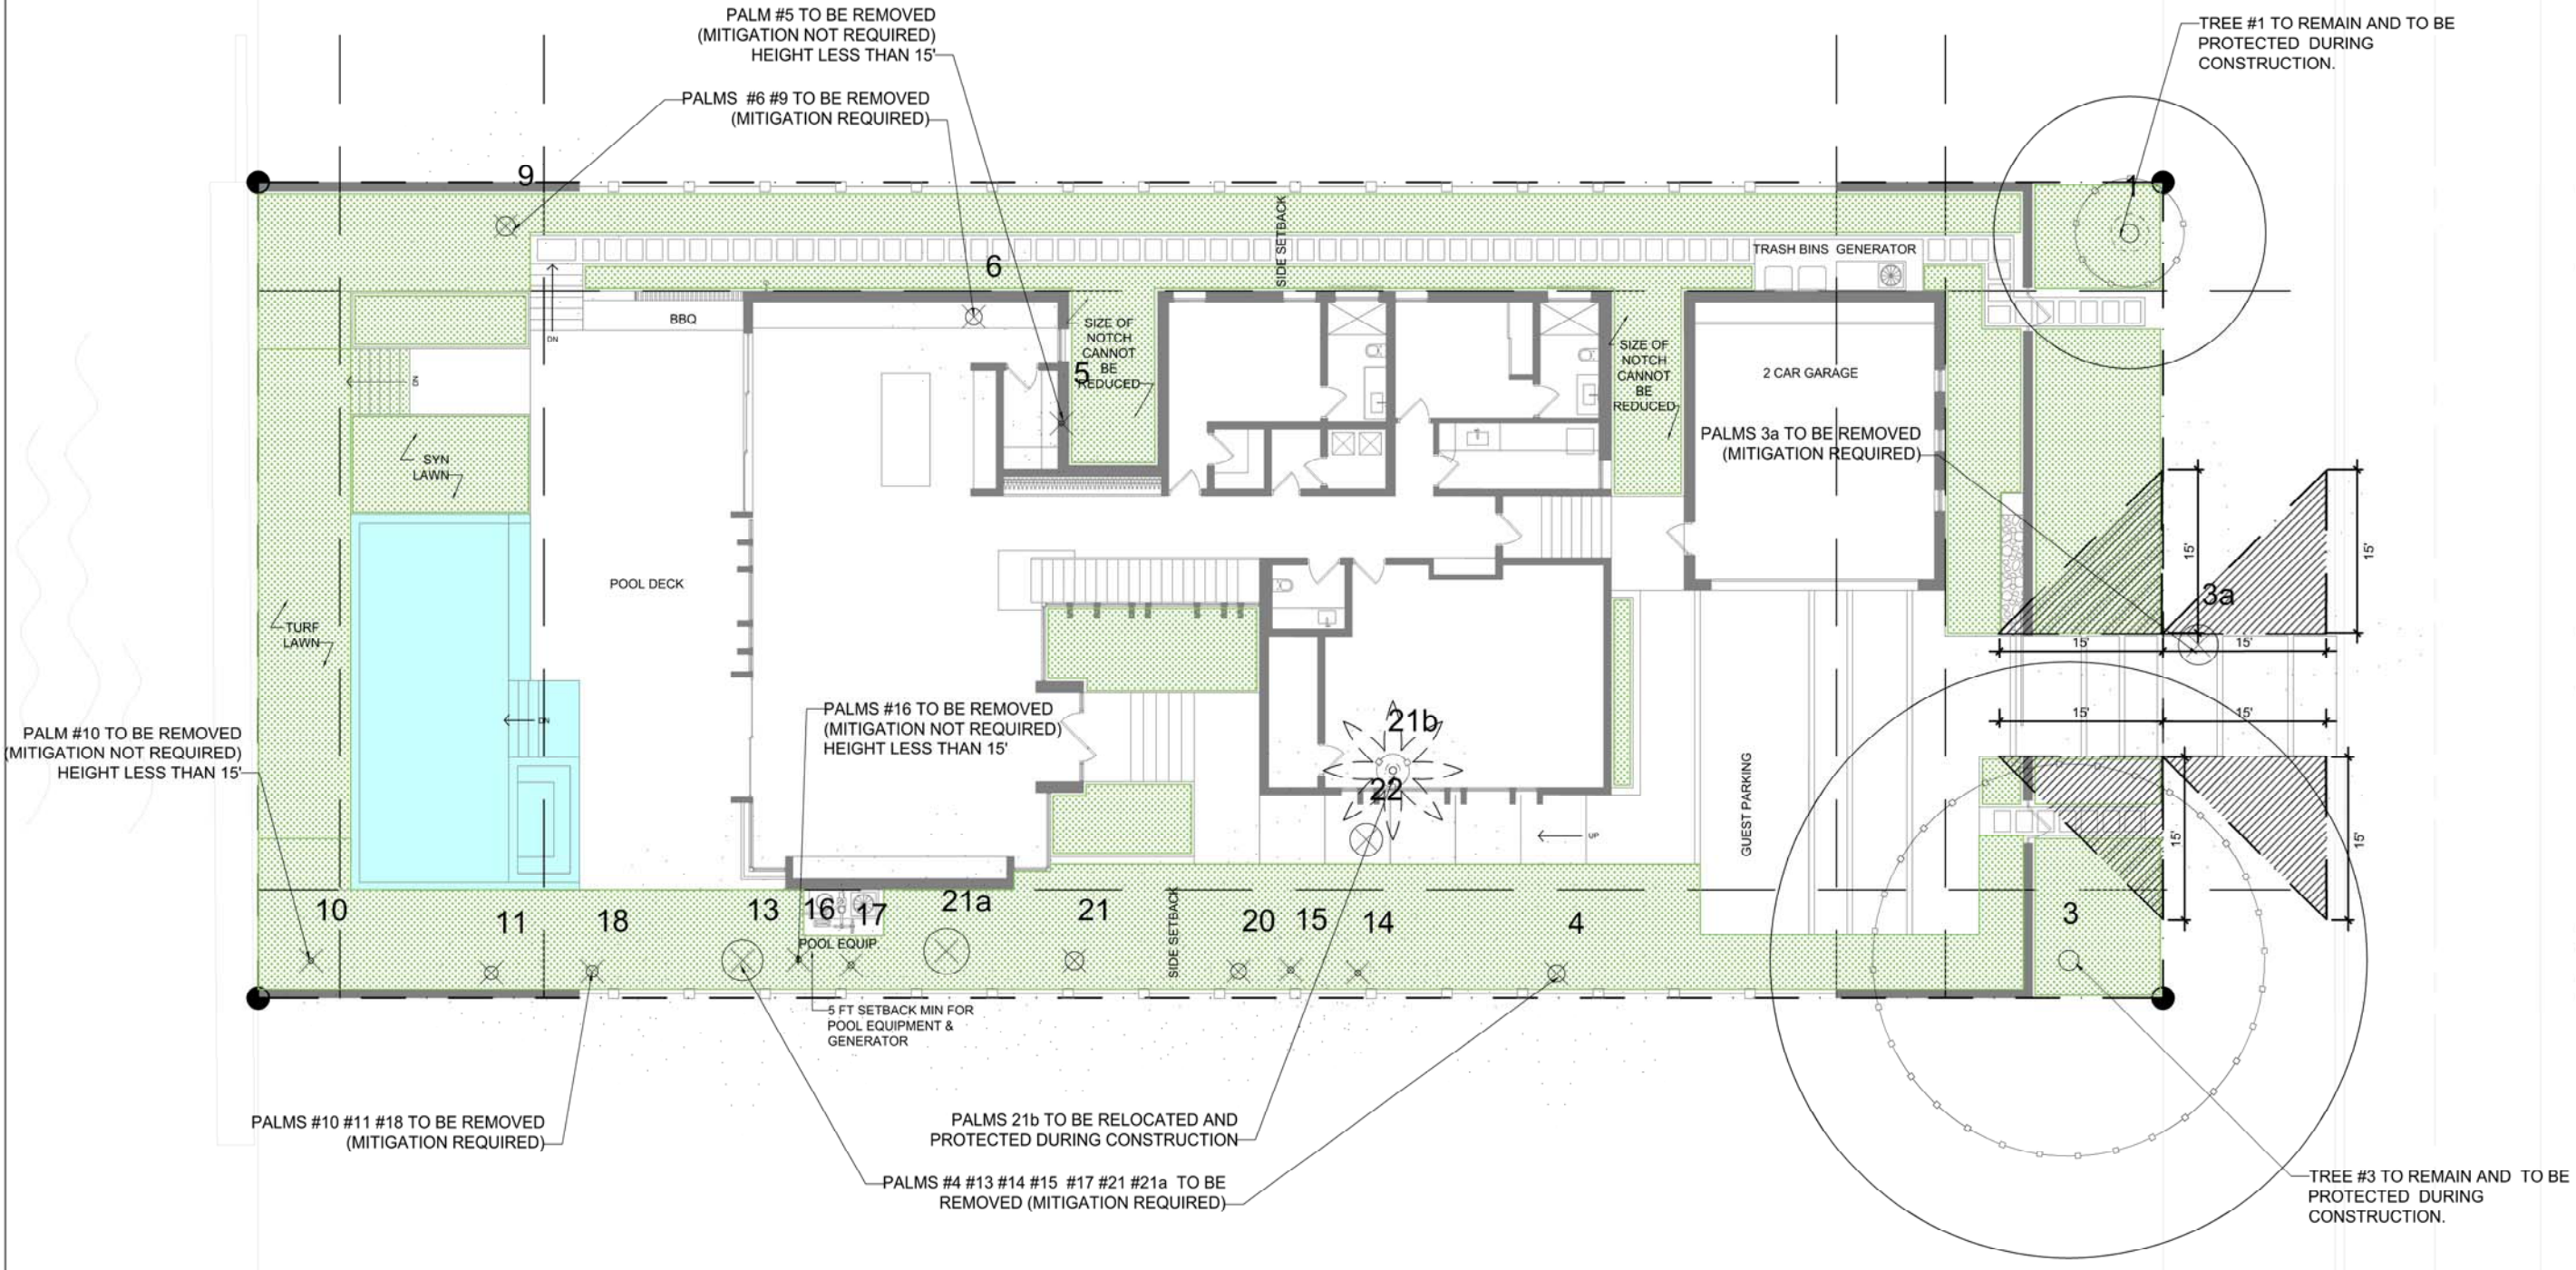 PALM #5 TO BE REMOVED
(MITIGATION NOT REQUIRED)
HEIGHT LESS THAN 15'
TREE #1 TO REMAIN AND TO BE
PROTECTED DURING
CONSTRUCTION.
PALMS #6 #9 TO BE REMOVED
(MITIGATION REQUIRED)
9
1
SIDE SETBACK
6
TRASH BINS GENERATOR
BBQ
DN
SIZE OF
NOTCH
CANNOT
BE
REDUCED
5
SIZE OF
NOTCH
CANNOT
BE
REDUCED
2 CAR GARAGE
DN
PALMS 3a TO BE REMOVED
(MITIGATION REQUIRED)
SYN
LAWN
15'
15'
3a
POOL DECK
TURF
LAWN
15'
15'
PALMS #16 TO BE REMOVED
(MITIGATION NOT REQUIRED)
HEIGHT LESS THAN 15'
21b
15'
15'
DN
PALM #10 TO BE REMOVED
(MITIGATION NOT REQUIRED)
HEIGHT LESS THAN 15'
22
GUEST PARKING
UP
15'
15'
10
11
18
13
16
17
21a
21
SIDE SETBACK
20
15
14
4
3
POOL EQUIP.
5 FT SETBACK MIN FOR
POOL EQUIPMENT &
GENERATOR
PALMS #10 #11 #18 TO BE REMOVED
(MITIGATION REQUIRED)
PALMS 21b TO BE RELOCATED AND
PROTECTED DURING CONSTRUCTION
PALMS #4 #13 #14 #15 #17 #21 #21a TO BE
REMOVED (MITIGATION REQUIRED)
TREE #3 TO REMAIN AND TO BE
PROTECTED DURING
CONSTRUCTION.